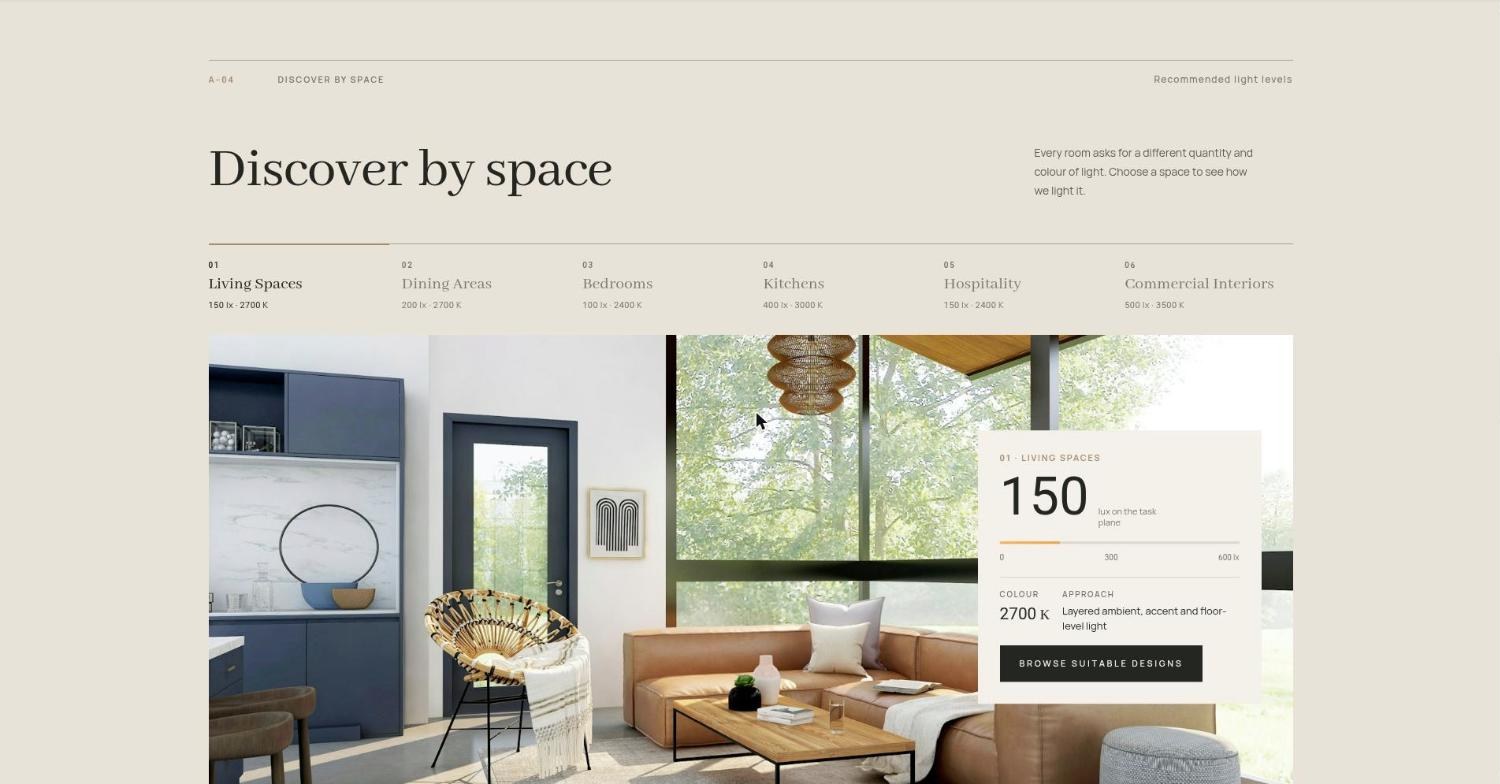 A-04 DISCOVER BY SPACE Recommended light levels
Discover by space
Every room asks for a different quantity and
colour of light. Choose a space to see how
we light it.
01
Living Spaces
150 lx · 2700 K
02
Dining Areas
200 lx · 2700 K
03
Bedrooms
100 lx · 2400 K
04
Kitchens
400 lx · 3000 K
05
Hospitality
150 lx · 2400 K
06
Commercial Interiors
500 lx · 3500 K
01 · LIVING SPACES
150 lux on the task
plane
0 300 600 lx
COLOUR
2700 K
APPROACH
Layered ambient, accent and floor-
level light
BROWSE SUITABLE DESIGNS